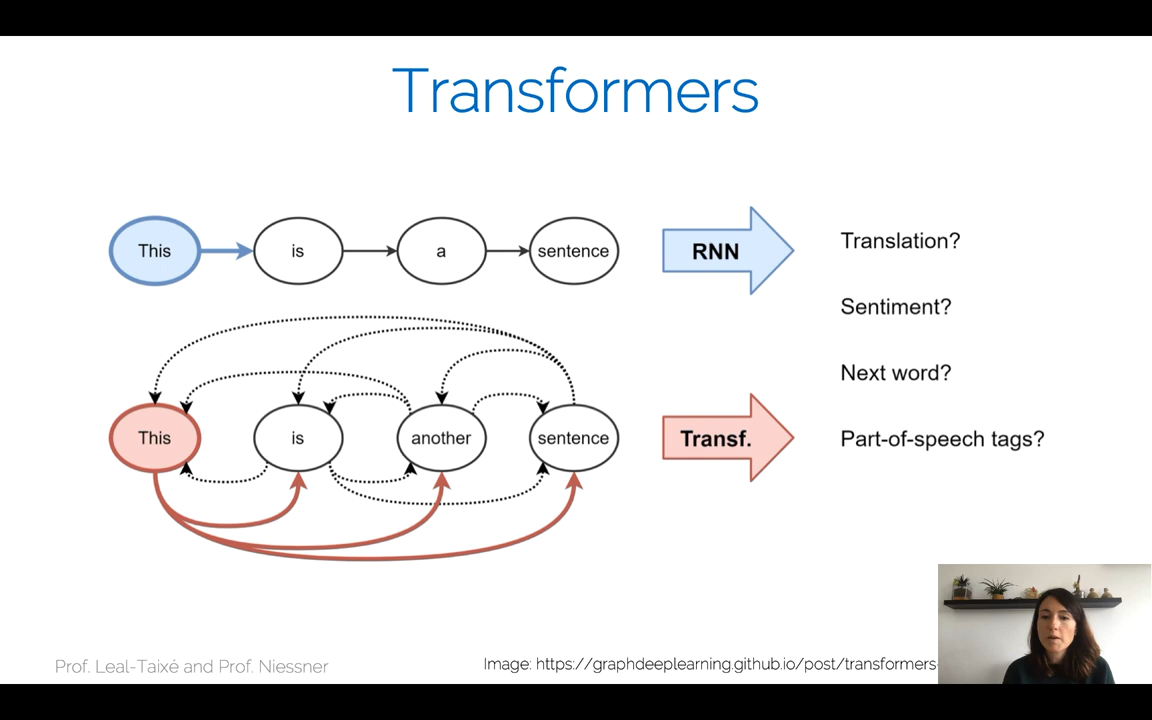 Transformers
This is a sentence
RNN
Translation?
Sentiment?
Next word?
This is another sentence
Transf.
Part-of-speech tags?
Prof. Leal-Taixé and Prof. Niessner
Image: https://graphdeeplearning.github.io/post/transformers-